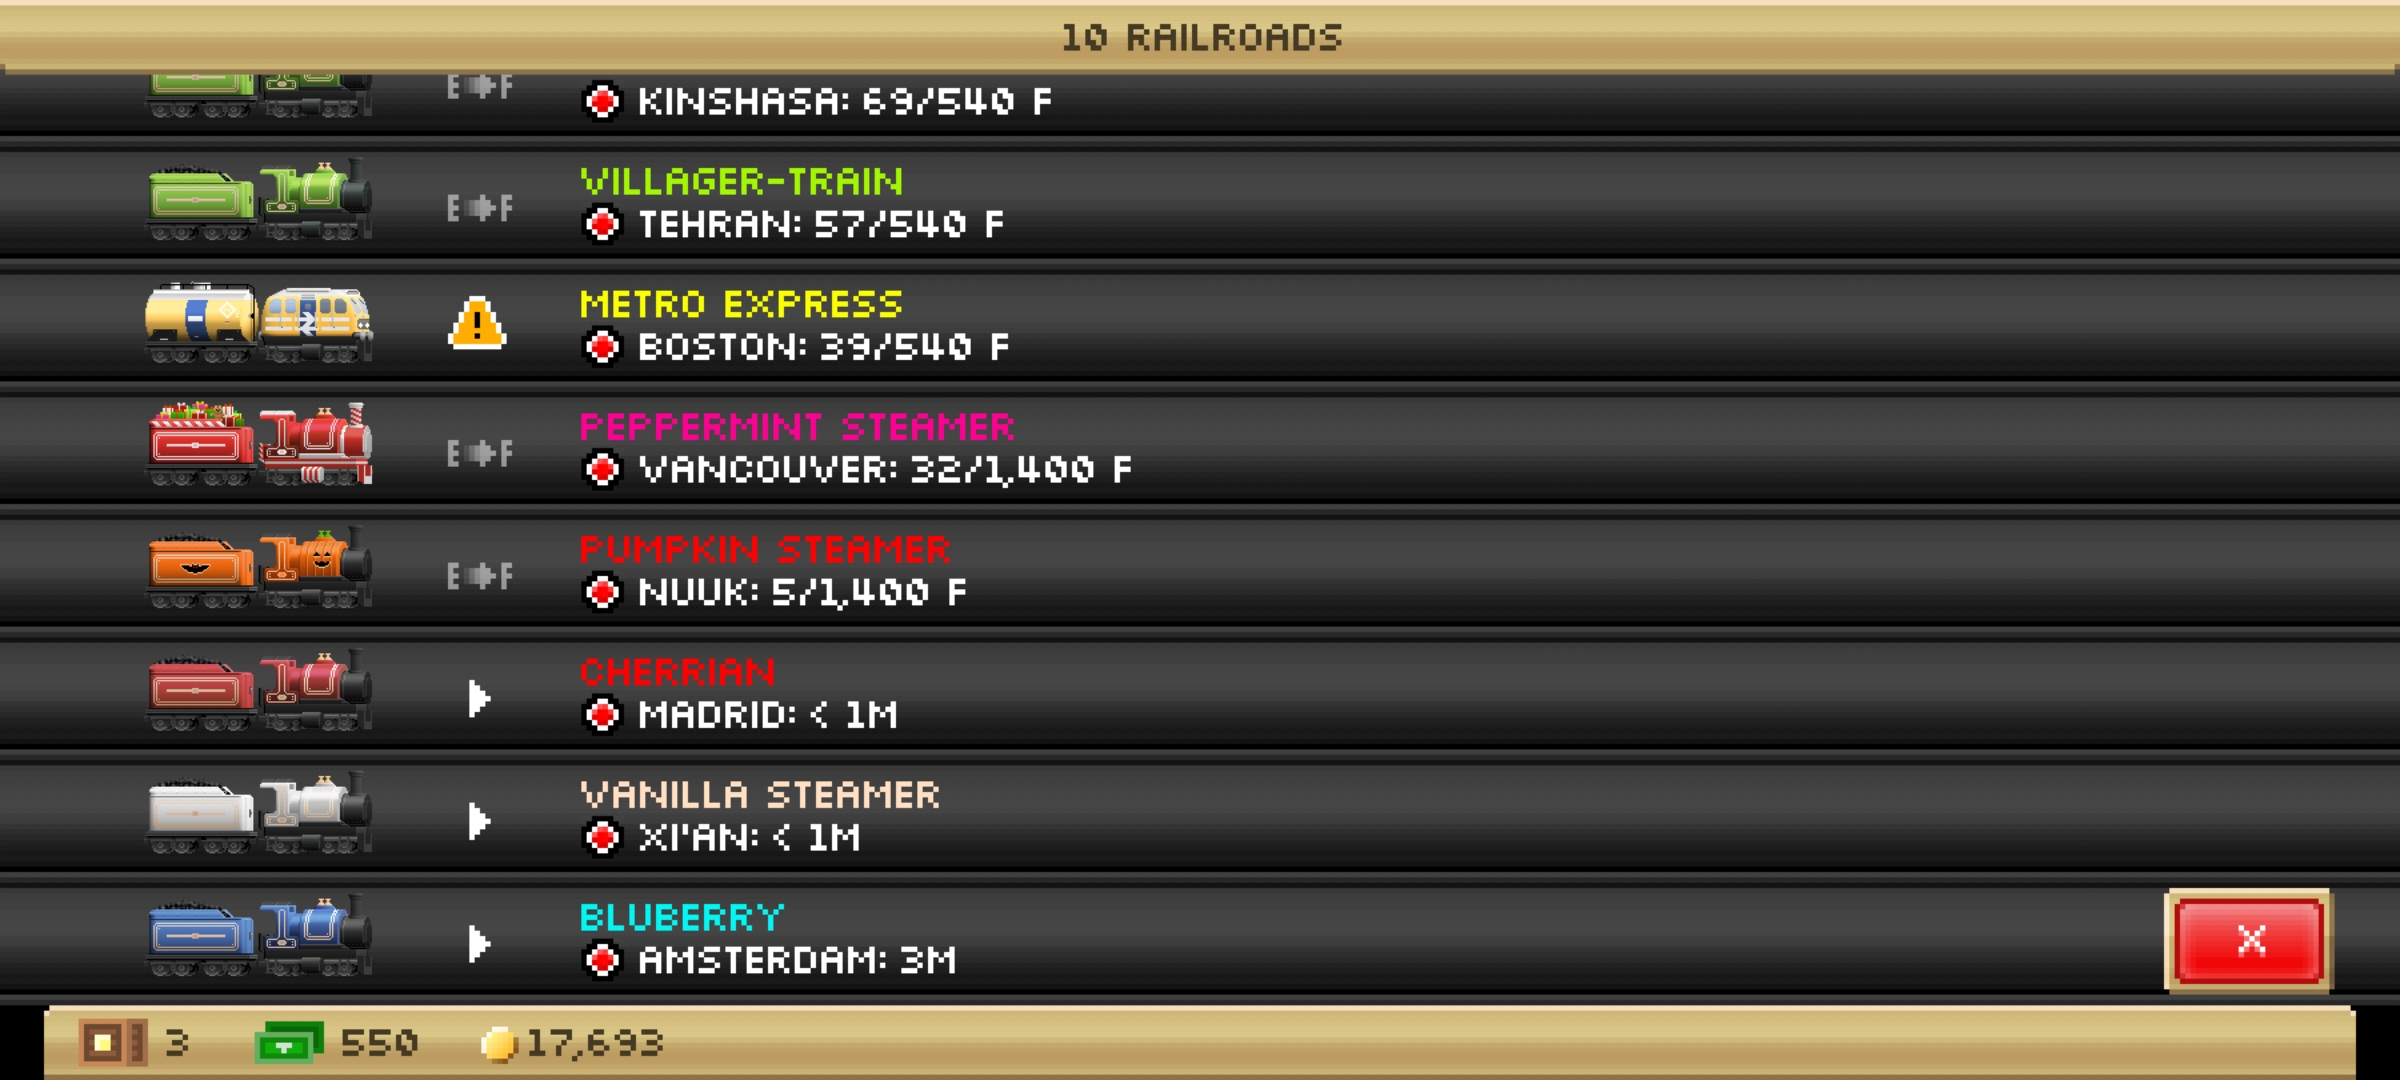 10 RAILROADS
E F
KINSHASA: 69/540 F
VILLAGER-TRAIN
E F
TEHRAN: 57/540 F
METRO EXPRESS
!
BOSTON: 39/540 F
PEPPERMINT STEAMER
E F
VANCOUVER: 32/1,400 F
PUMPKIN STEAMER
E F
NUUK: 5/1,400 F
CHERRIAN
MADRID: < 1M
VANILLA STEAMER
XI'AN: < 1M
BLUBERRY
AMSTERDAM: 3M
X
3 550 17,693